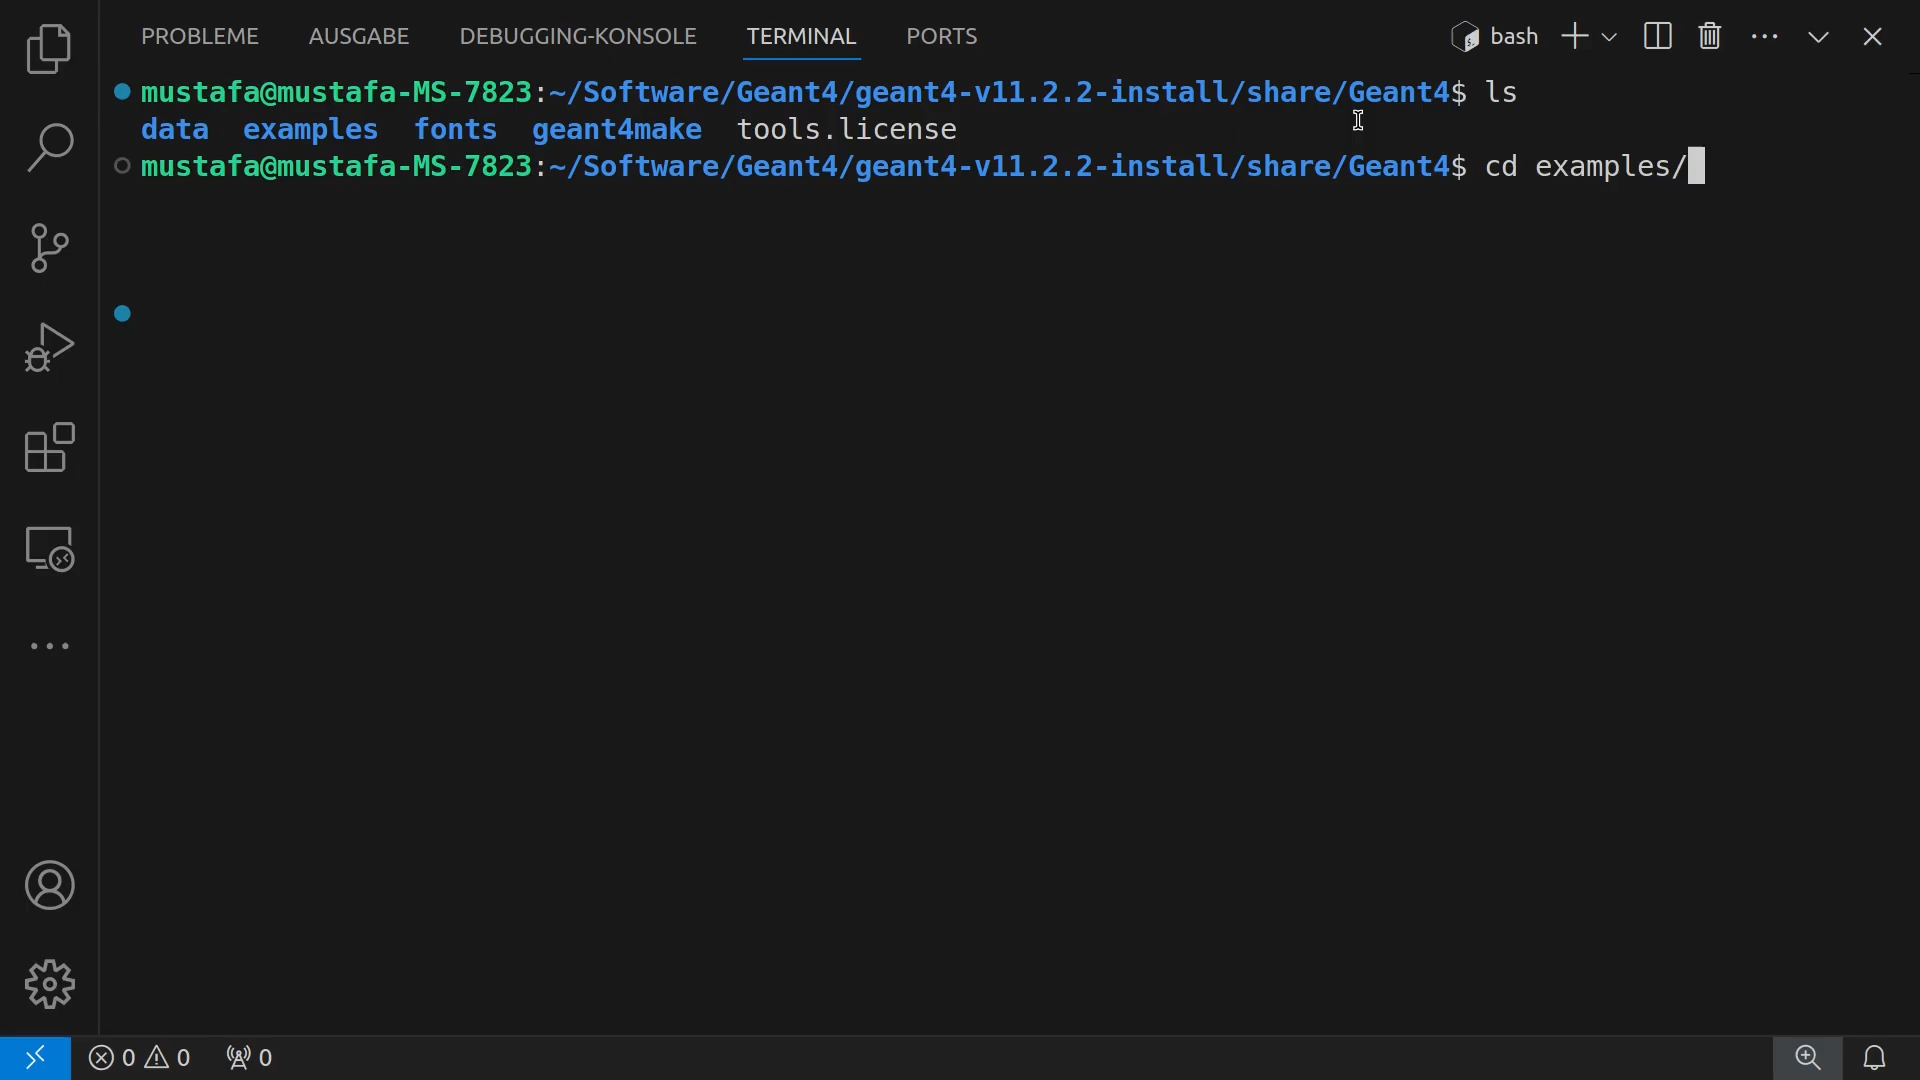 PROBLEME AUSGABE DEBUGGING-KONSOLE TERMINAL PORTS bash
mustafa@mustafa-MS-7823:~/Software/Geant4/geant4-v11.2.2-install/share/Geant4$ ls
data examples fonts geant4make tools.license
mustafa@mustafa-MS-7823:~/Software/Geant4/geant4-v11.2.2-install/share/Geant4$ cd examples/
0 0 0